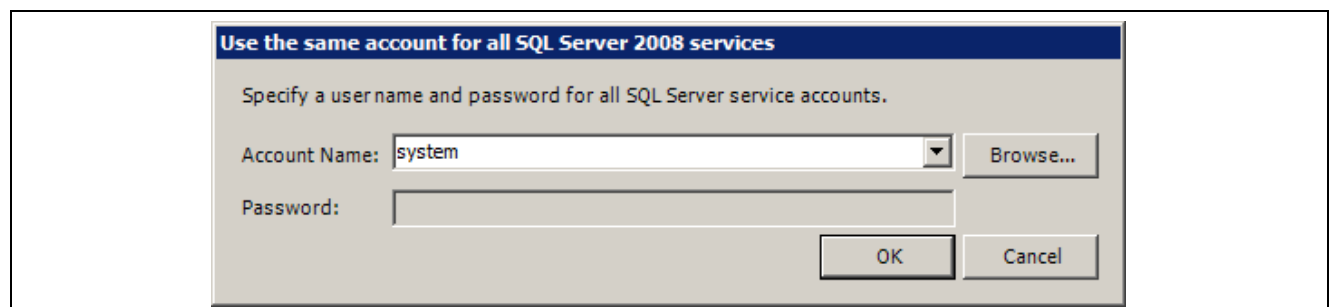 Use the same account for all SQL Server 2008 services
Specify a user name and password for all SQL Server service accounts.
Account Name: system Browse...
Password:
OK Cancel